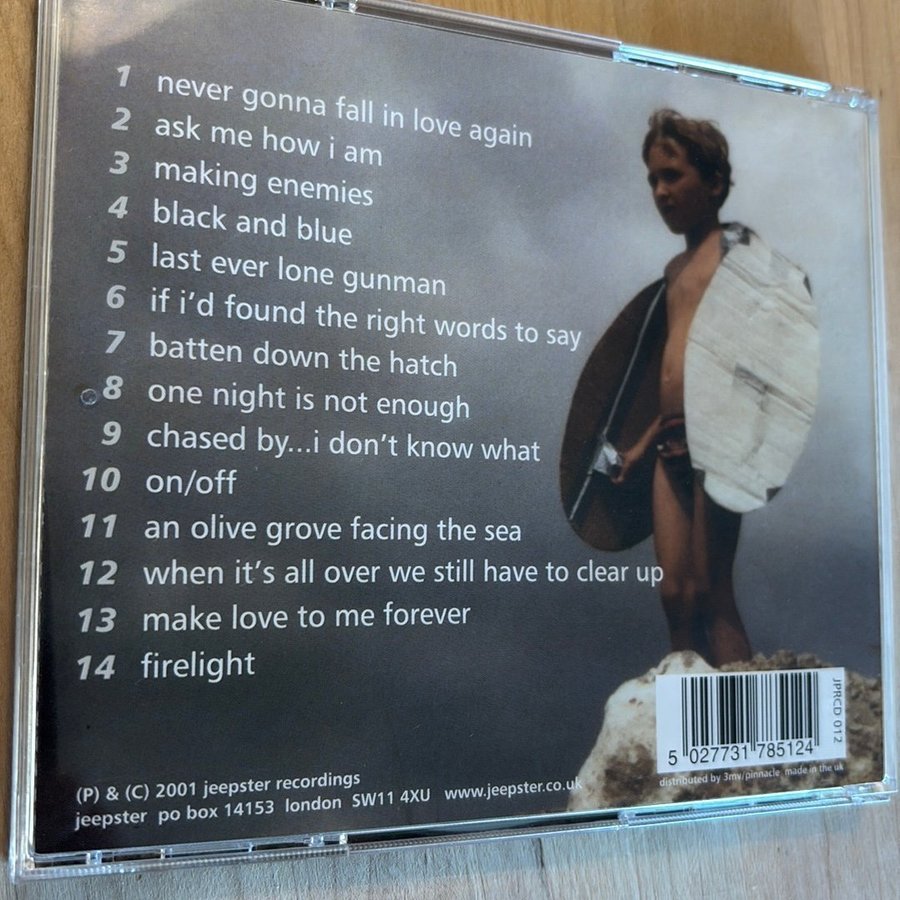 1 never gonna fall in love again
2 ask me how i am
3 making enemies
4 black and blue
5 last ever lone gunman
6 if i'd found the right words to say
7 batten down the hatch
8 one night is not enough
9 chased by...i don't know what
10 on/off
11 an olive grove facing the sea
12 when it's all over we still have to clear up
13 make love to me forever
14 firelight
(P) & (C) 2001 jeepster recordings
jeepster po box 14153 london SW11 4XU www.jeepster.co.uk
JPRCD 012
5 027731 785124
distributed by 3mv/pinnacle made in the uk